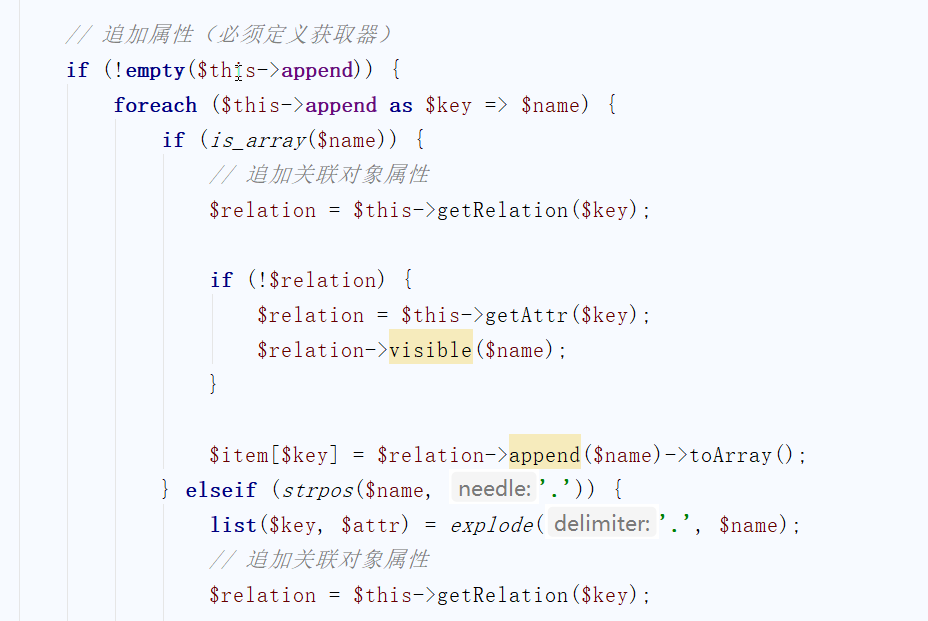 // 追加属性（必须定义获取器）
if (!empty($this->append)) {
foreach ($this->append as $key => $name) {
if (is_array($name)) {
// 追加关联对象属性
$relation = $this->getRelation($key);
if (!$relation) {
$relation = $this->getAttr($key);
$relation->visible($name);
}
$item[$key] = $relation->append($name)->toArray();
} elseif (strpos($name, needle: '.')) {
list($key, $attr) = explode( delimiter: '.', $name);
// 追加关联对象属性
$relation = $this->getRelation($key);